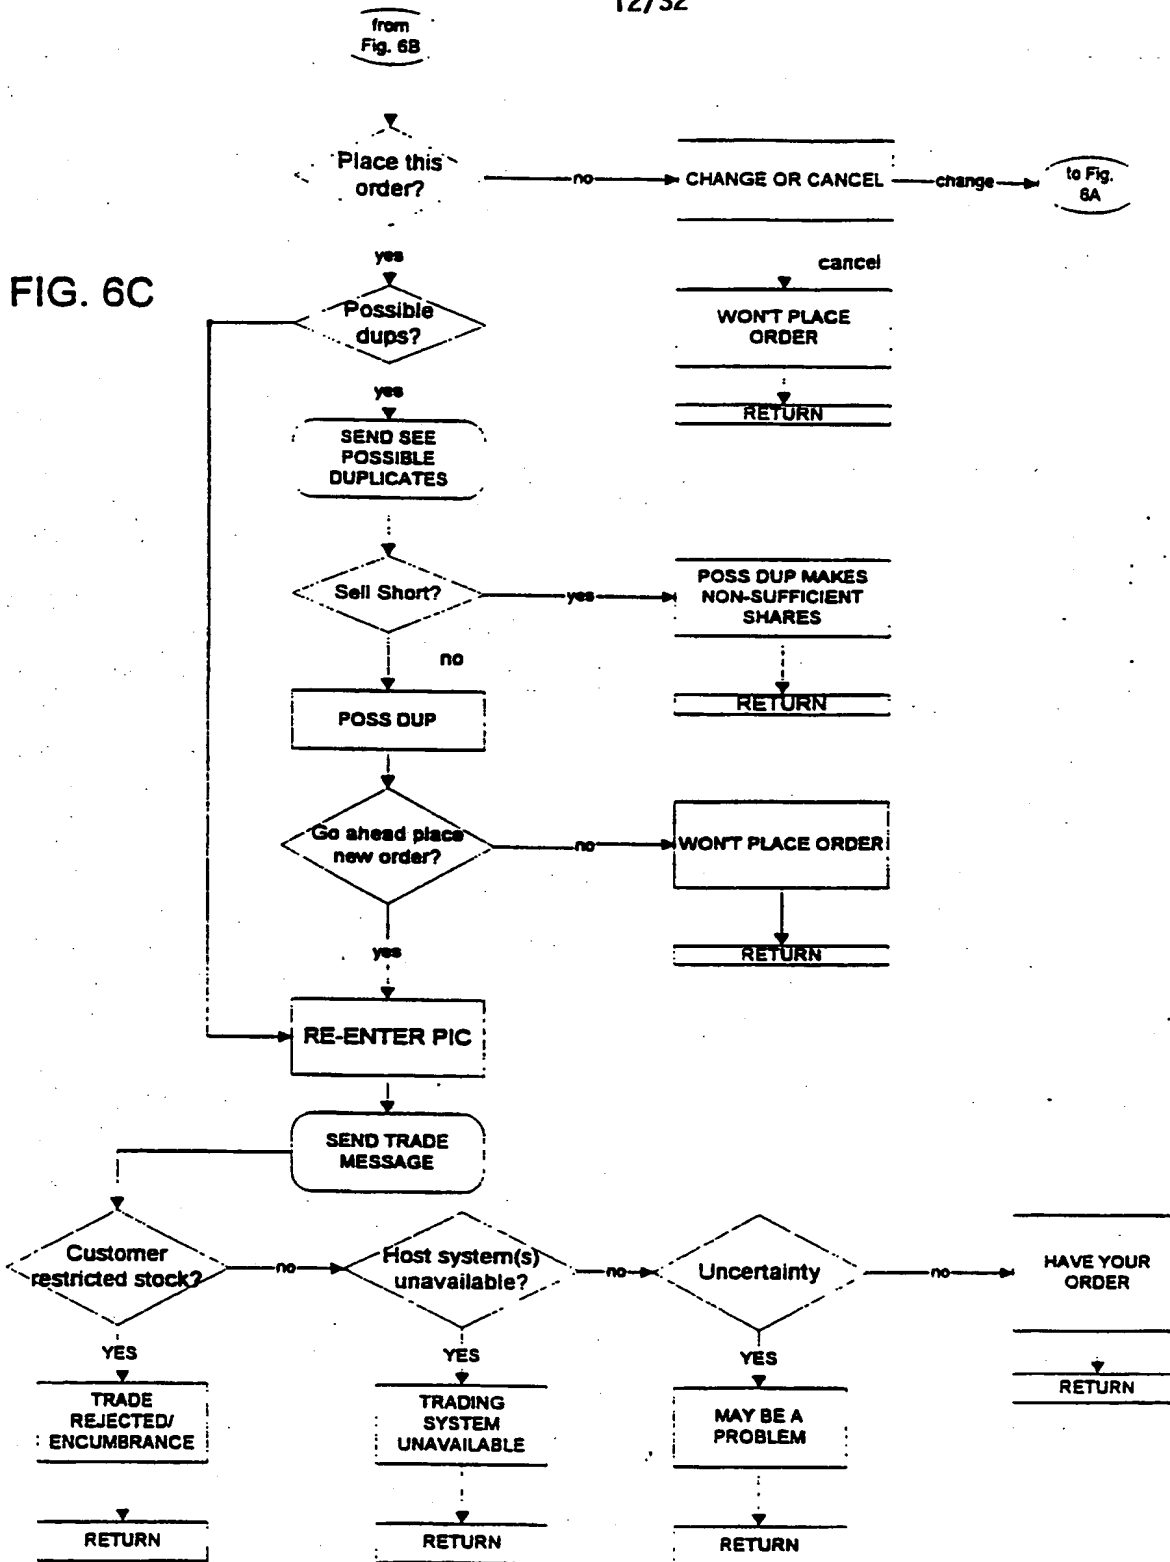 12/32
from
Fig. 6B
Place this
order?
no
CHANGE OR CANCEL
change
to Fig.
6A
yes
cancel
FIG. 6C
Possible
dups?
WON'T PLACE
ORDER
yes
RETURN
SEND SEE
POSSIBLE
DUPLICATES
Sell Short?
yes
POSS DUP MAKES
NON-SUFFICIENT
SHARES
no
RETURN
POSS DUP
Go ahead place
new order?
no
WON'T PLACE ORDER
yes
RETURN
RE-ENTER PIC
SEND TRADE
MESSAGE
Customer
restricted stock?
no
Host system(s)
unavailable?
no
Uncertainty
no
HAVE YOUR
ORDER
YES
YES
YES
RETURN
TRADE
REJECTED/
ENCUMBRANCE
TRADING
SYSTEM
UNAVAILABLE
MAY BE A
PROBLEM
RETURN
RETURN
RETURN